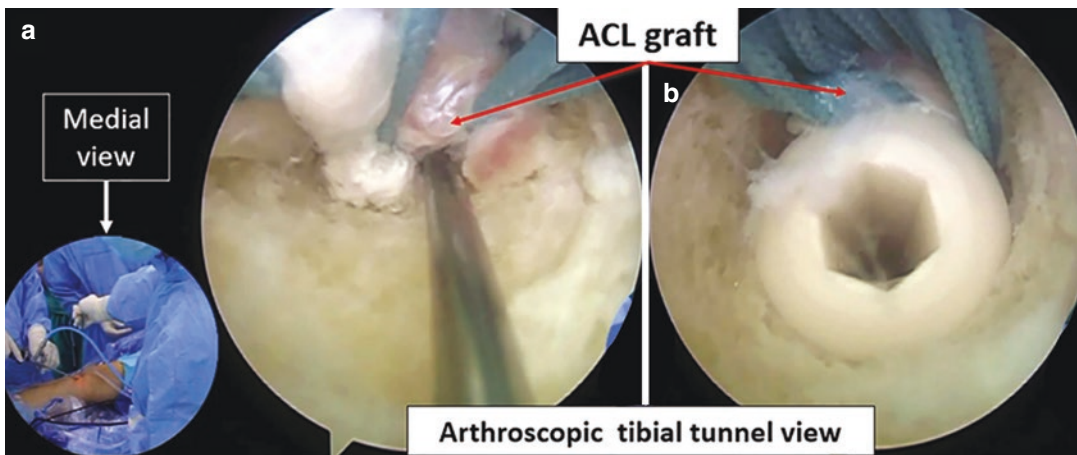 a
ACL graft
b
Medial
view
Arthroscopic tibial tunnel view